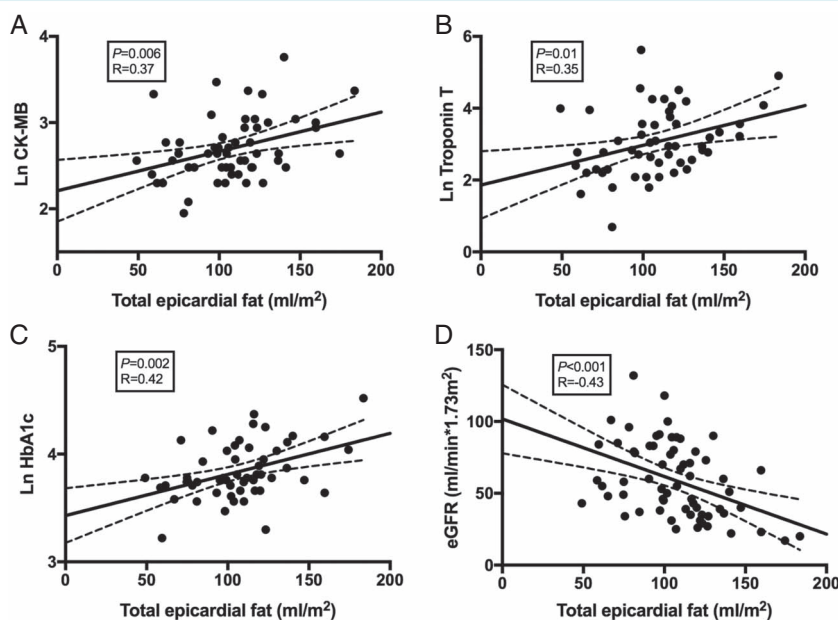 A
4
3
2
Ln CK-MB
P=0.006
R=0.37
0
50
100
150
200
Total epicardial fat (ml/m²)
B
6
4
2
0
Ln Troponin T
P=0.01
R=0.35
0
50
100
150
200
Total epicardial fat (ml/m²)
C
5
4
3
Ln HbA1c
P=0.002
R=0.42
0
50
100
150
200
Total epicardial fat (ml/m²)
D
150
100
50
0
eGFR (ml/min*1.73m²)
P<0.001
R=-0.43
0
50
100
150
200
Total epicardial fat (ml/m²)